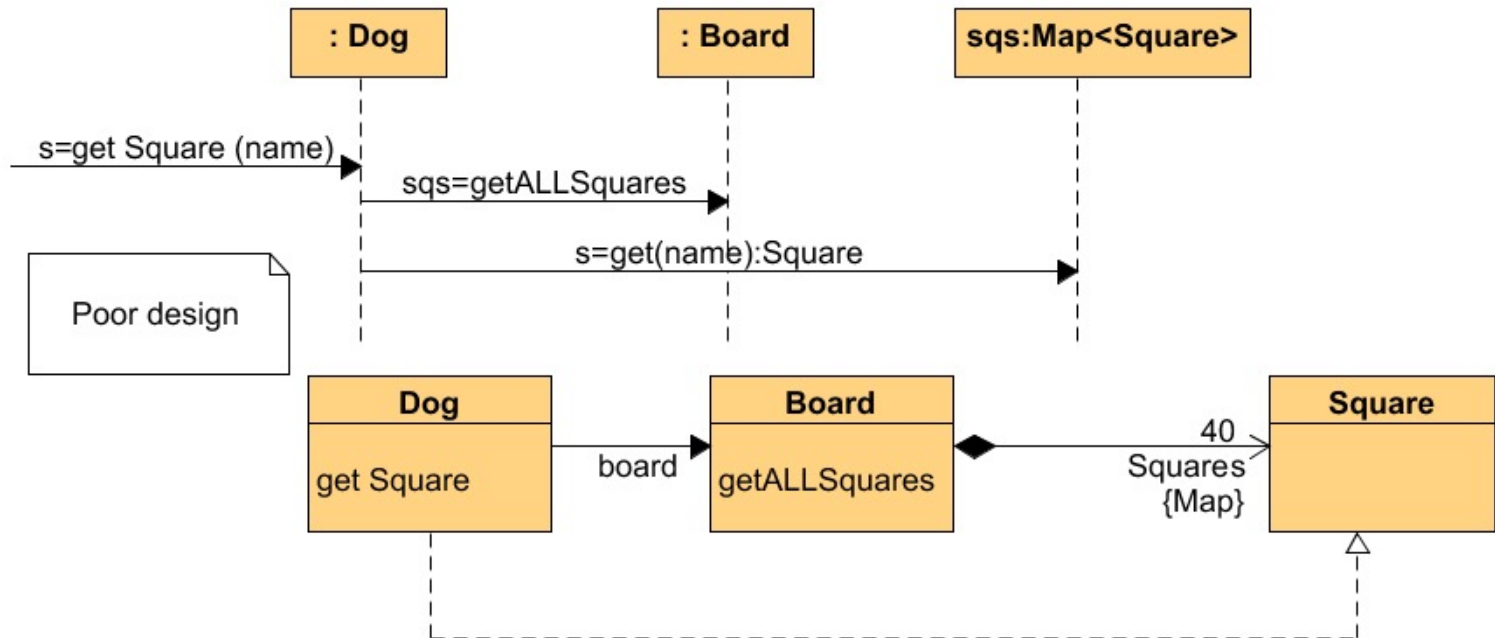 : Dog
: Board
sqs:Map<Square>
s=get Square (name)
sqs=getALLSquares
s=get(name):Square
Poor design
Dog
get Square
board
Board
getALLSquares
40
Squares
{Map}
Square